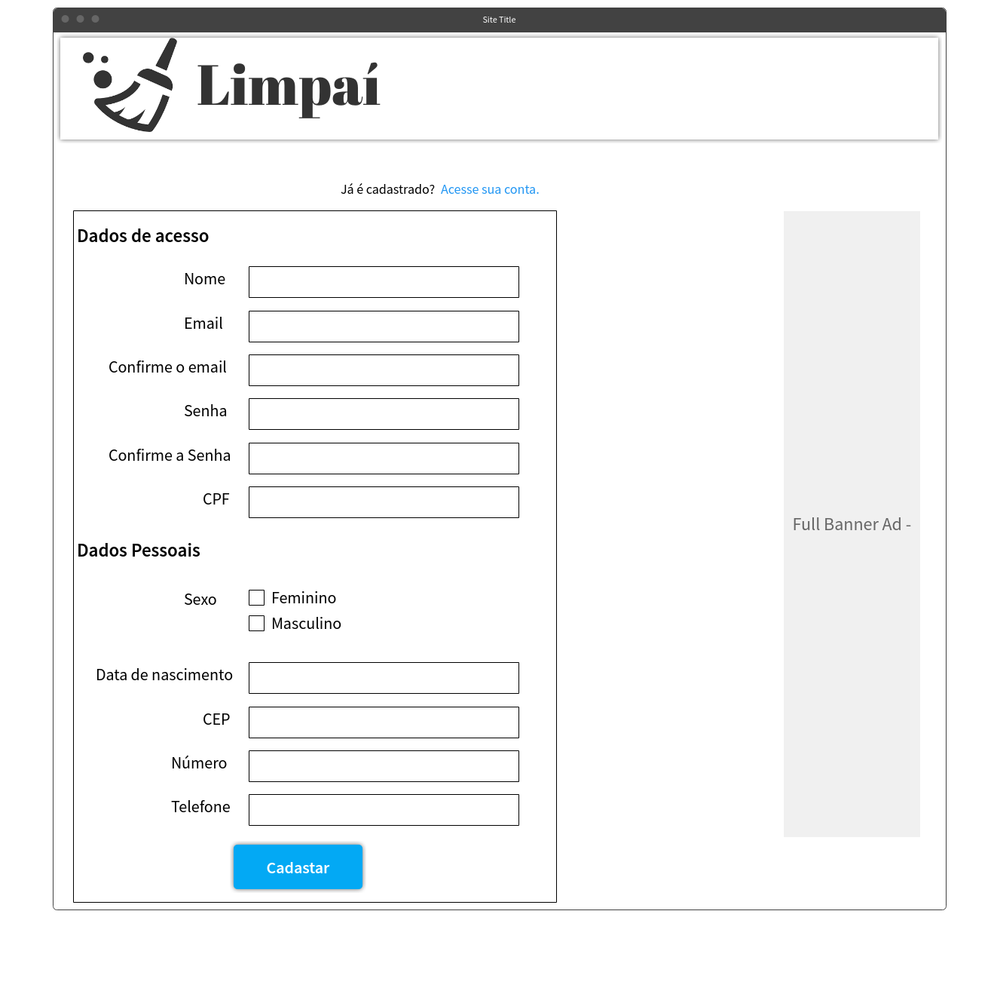 Site Title
Limpaí
Já é cadastrado? Acesse sua conta.
Dados de acesso
Nome
Email
Confirme o email
Senha
Confirme a Senha
CPF
Full Banner Ad -
Dados Pessoais
Sexo
Feminino
Masculino
Data de nascimento
CEP
Número
Telefone
Cadastar